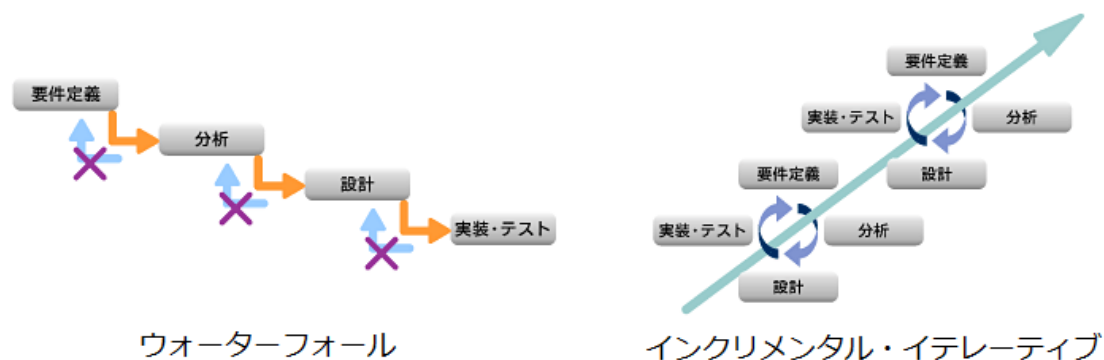 要件定義
分析
設計
実装・テスト
ウォーターフォール
要件定義
実装・テスト
分析
設計
要件定義
実装・テスト
分析
設計
インクリメンタル・イテレーティブ